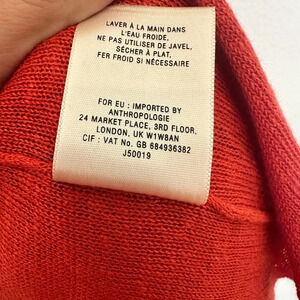 LAVER À LA MAIN DANS
L'EAU FROIDE.
NE PAS UTILISER DE JAVEL.
SÉCHER À PLAT.
FER FROID SI NÉCESSAIRE
FOR EU : IMPORTED BY
ANTHROPOLOGIE
24 MARKET PLACE, 3RD FLOOR.
LONDON, UK W1W8AN
CIF : VAT No. GB 684936382
J50019